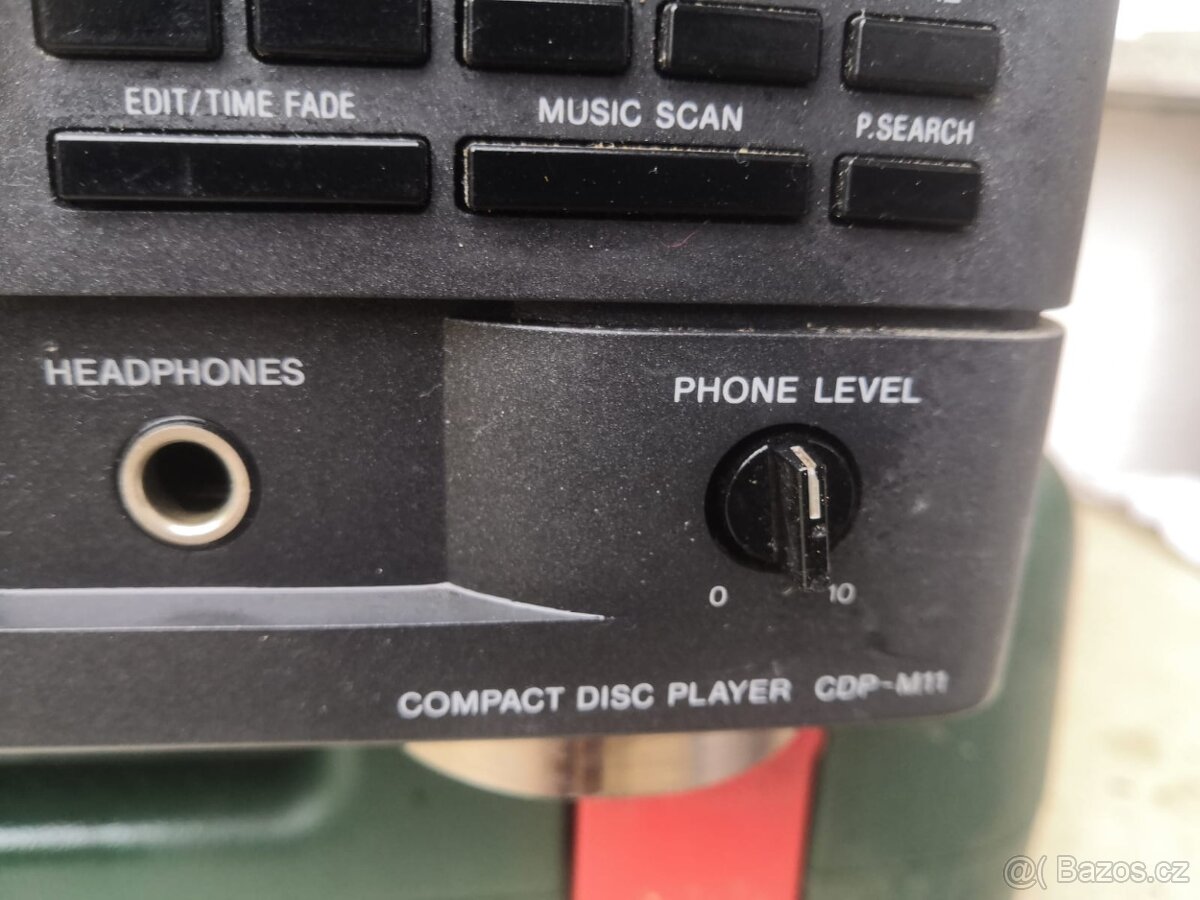 EDIT/TIME FADE
MUSIC SCAN
P.SEARCH
HEADPHONES
PHONE LEVEL
0
10
COMPACT DISC PLAYER CDP-M11
@( Bazos.cz